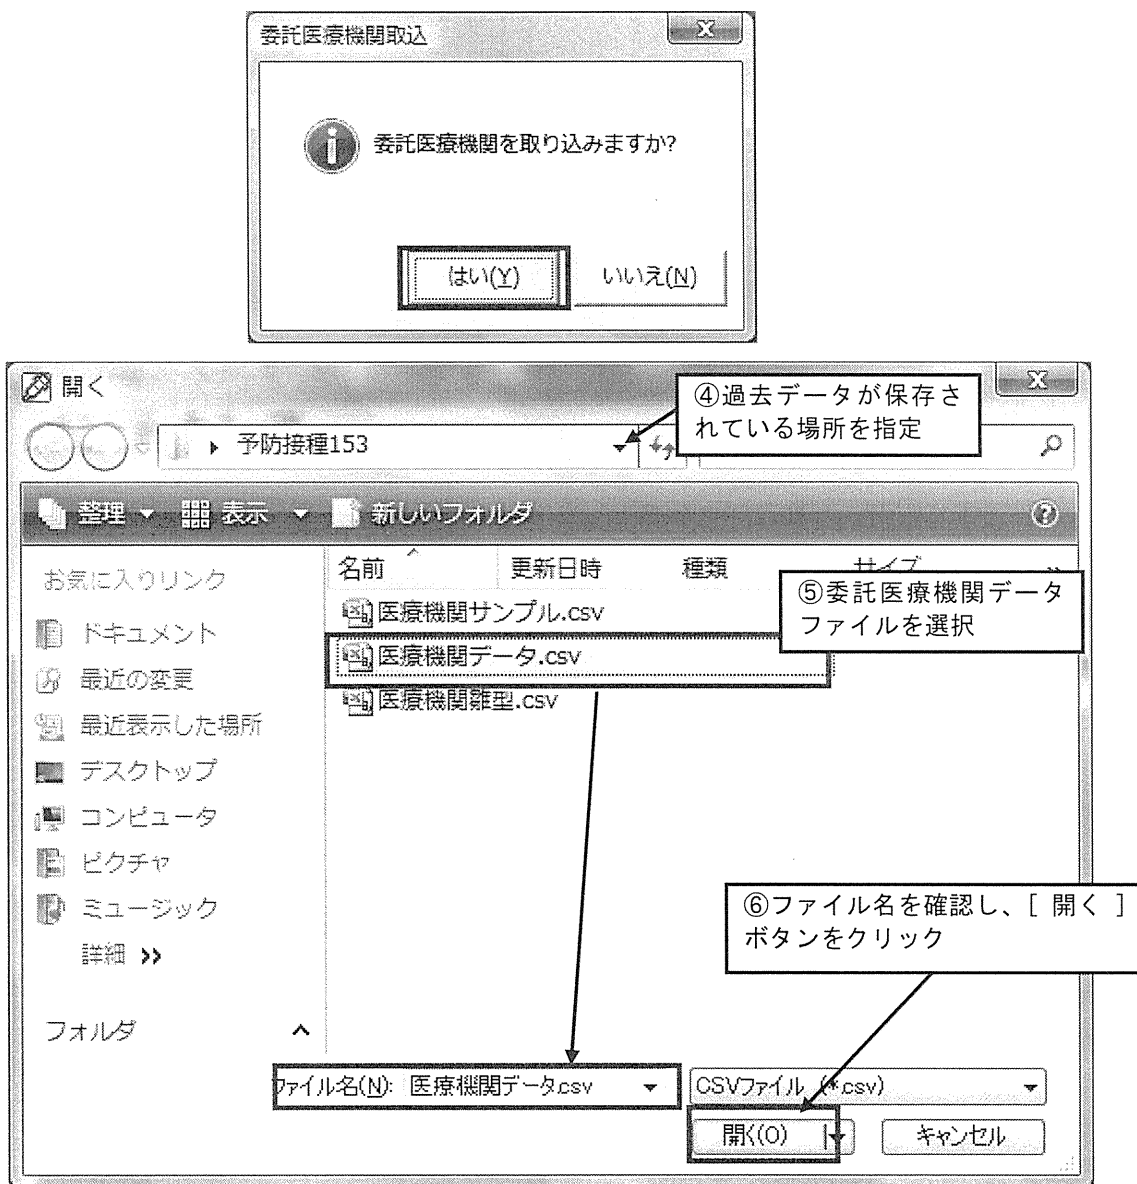 委託医療機関取込
委託医療機関を取り込みますか?
はい(Y)
いいえ(N)
開く
④過去データが保存さ
れている場所を指定
予防接種153
整理
表示
新しいフォルダ
お気に入りリンク
名前
更新日時
種類
サイズ
⑤委託医療機関データ
ファイルを選択
医療機関サンプル.csv
医療機関データ.csv
医療機関雛型.csv
ドキュメント
最近の変更
最近表示した場所
デスクトップ
コンピュータ
ピクチャ
ミュージック
詳細 »
フォルダ
⑥ファイル名を確認し、[ 開く ]
ボタンをクリック
ファイル名(N): 医療機関データ.csv
CSVファイル (*.csv)
開く(O)
キャンセル